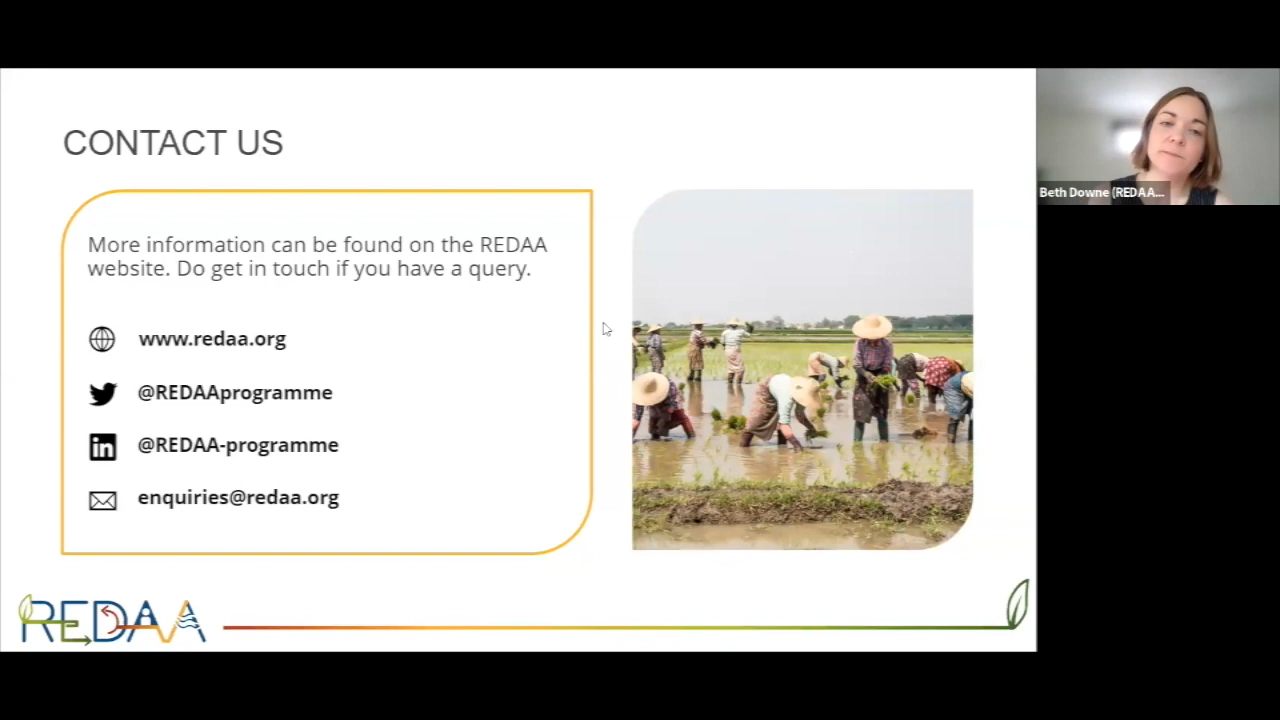 CONTACT US
More information can be found on the REDAA
website. Do get in touch if you have a query.
www.redaa.org
@REDAAprogramme
@REDAA-programme
enquiries@redaa.org
REDAA
Beth Downe (REDAA...